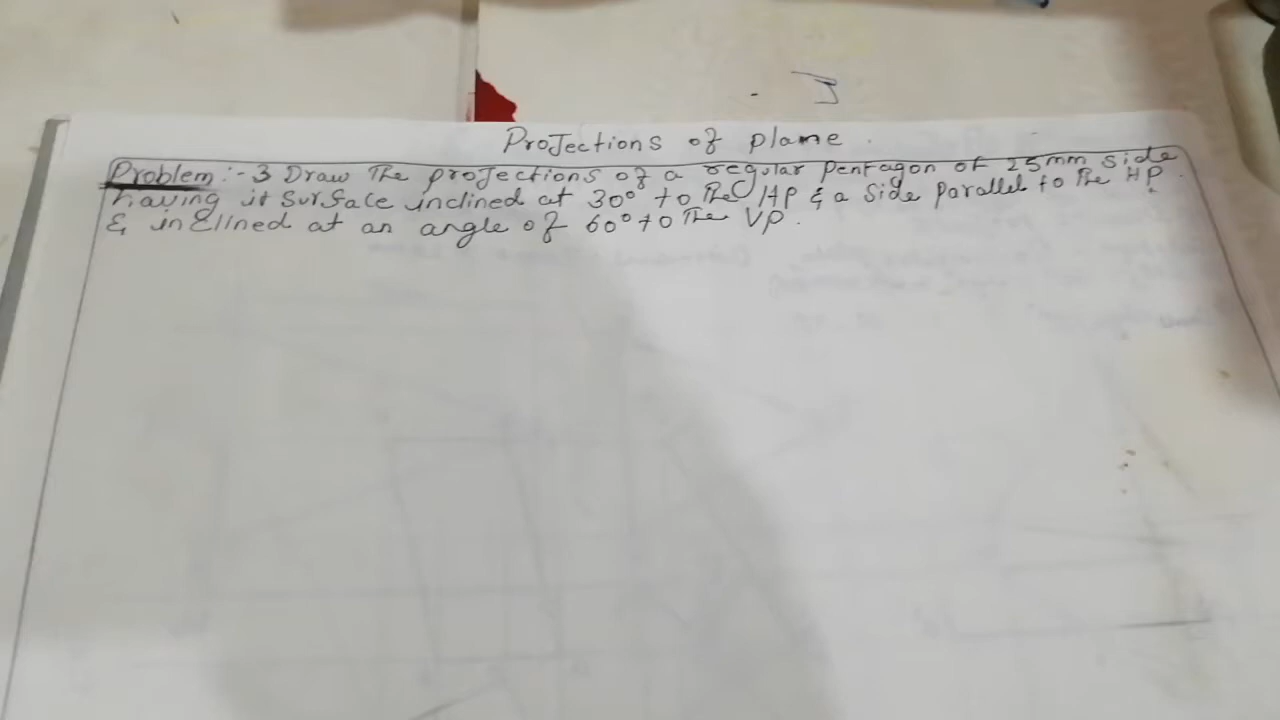 Projections of plane.
Problem:-3 Draw The projections of a regular pentagon of 25mm side
having it surface inclined at 30° to the HP & a side parallel to the HP.
& inclined at an angle of 60° to the VP.